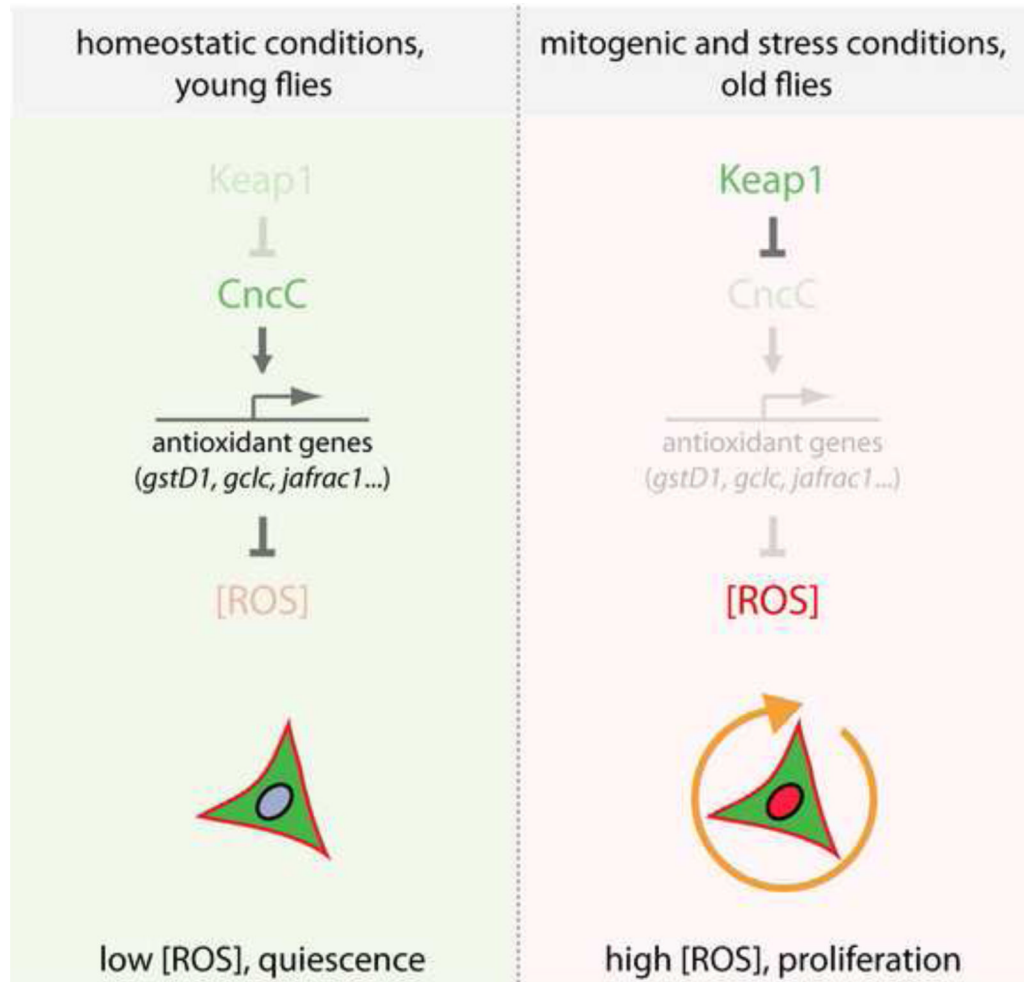 homeostatic conditions,
young flies
Keap1
CncC
antioxidant genes
(gstD1, gclc, jafrac1...)
[ROS]
low [ROS], quiescence
mitogenic and stress conditions,
old flies
Keap1
CncC
antioxidant genes
(gstD1, gclc, jafrac1...)
[ROS]
high [ROS], proliferation